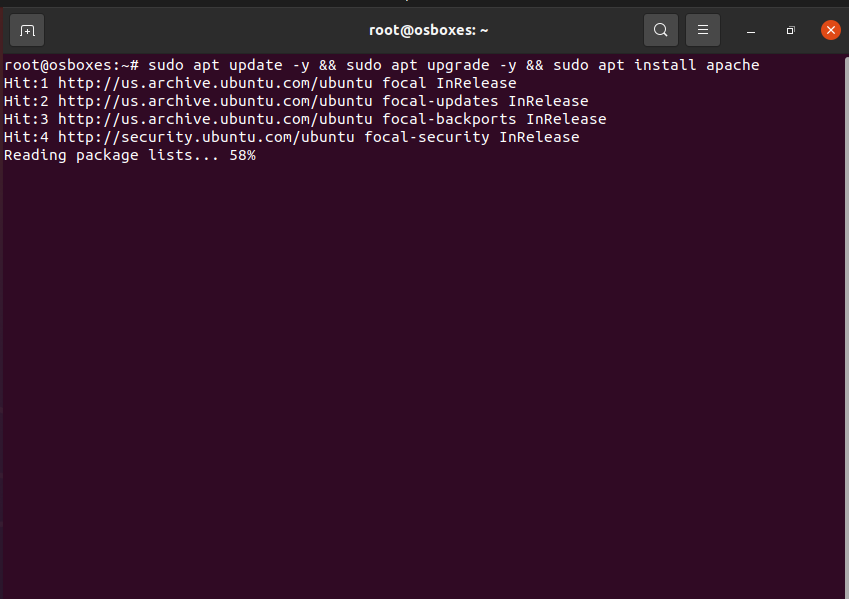 root@osboxes: ~
root@osboxes:~# sudo apt update -y && sudo apt upgrade -y && sudo apt install apache
Hit:1 http://us.archive.ubuntu.com/ubuntu focal InRelease
Hit:2 http://us.archive.ubuntu.com/ubuntu focal-updates InRelease
Hit:3 http://us.archive.ubuntu.com/ubuntu focal-backports InRelease
Hit:4 http://security.ubuntu.com/ubuntu focal-security InRelease
Reading package lists... 58%